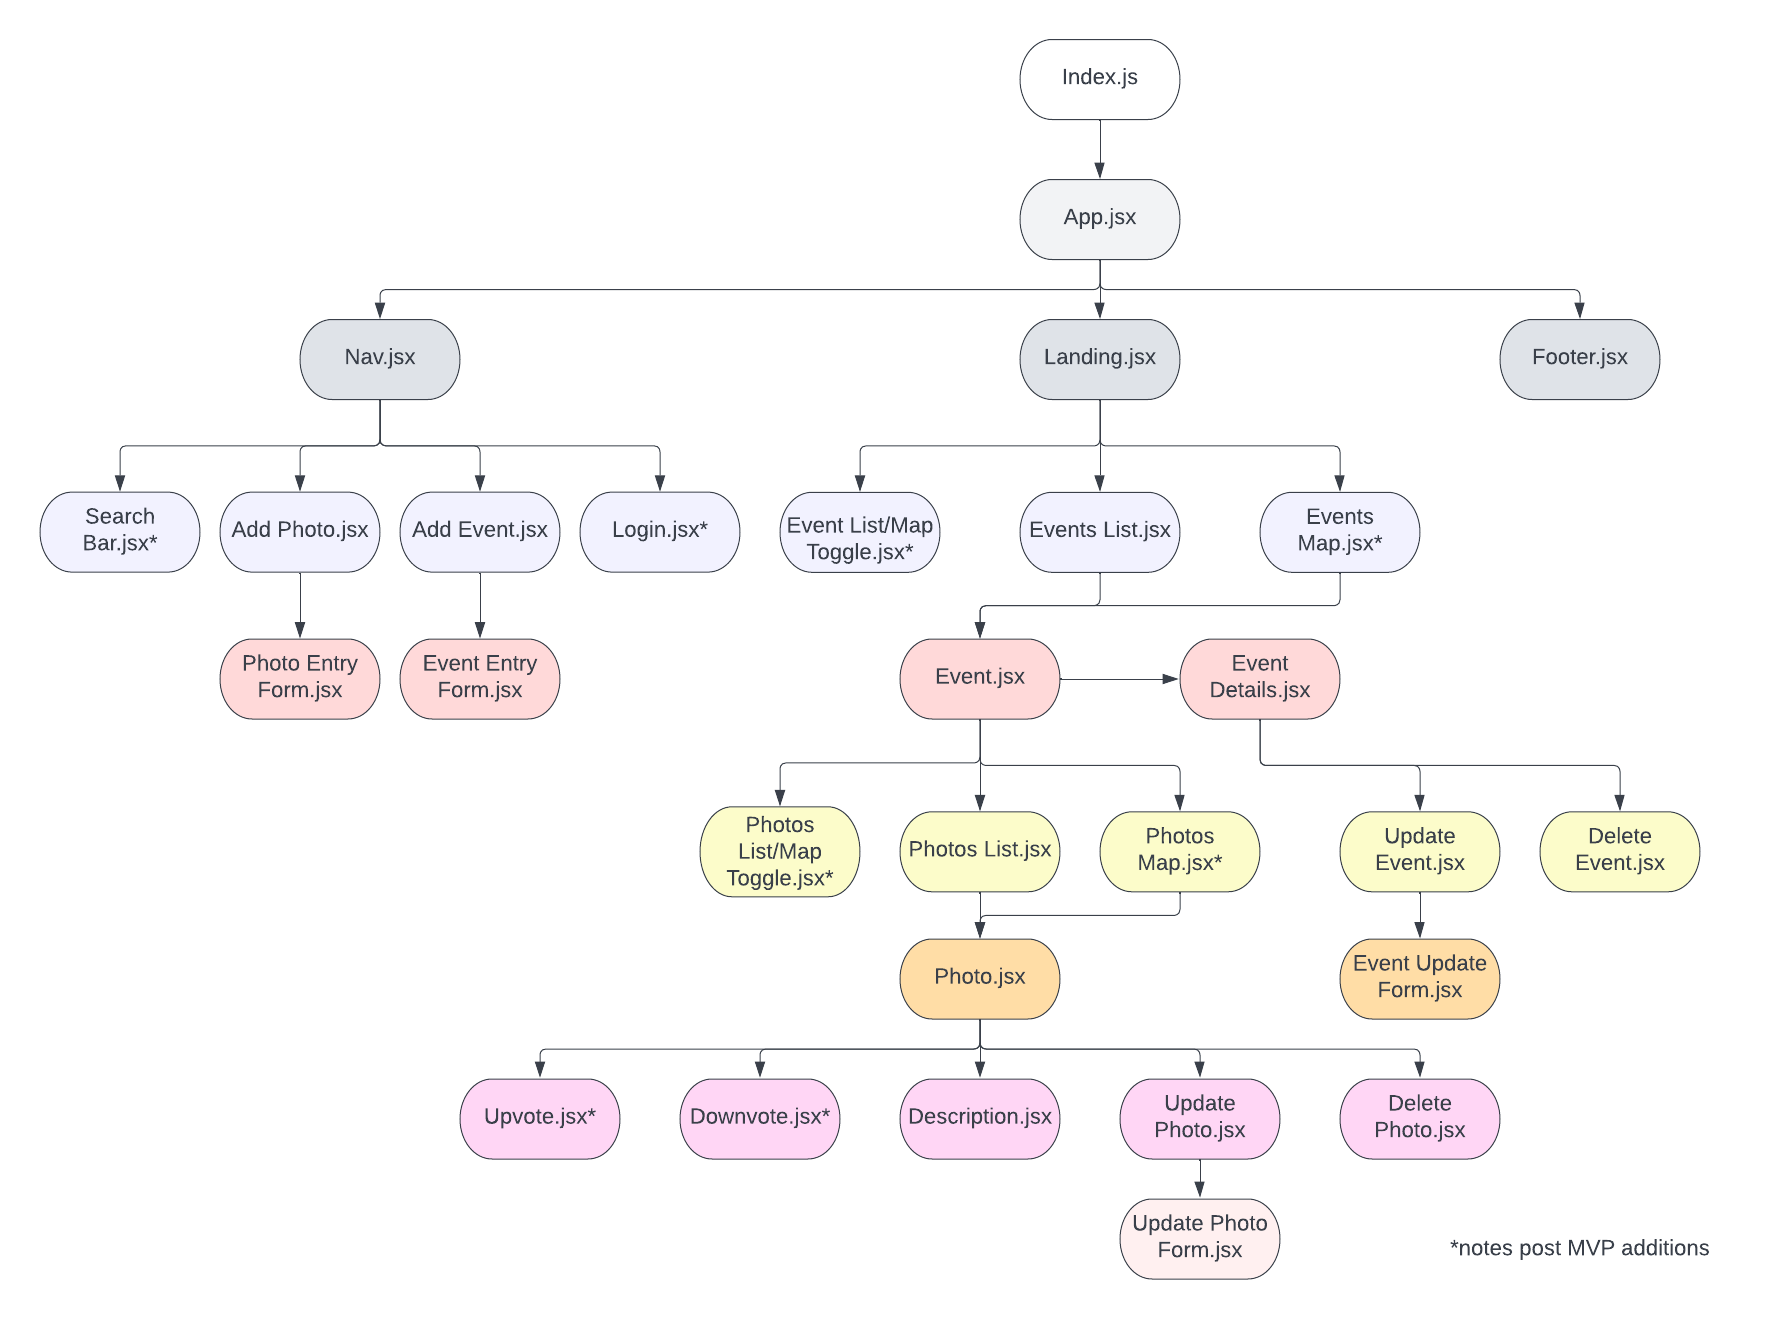 Index.js
App.jsx
Nav.jsx
Landing.jsx
Footer.jsx
Search
Bar.jsx*
Add Photo.jsx
Add Event.jsx
Login.jsx*
Event List/Map
Toggle.jsx*
Events List.jsx
Events
Map.jsx*
Photo Entry
Form.jsx
Event Entry
Form.jsx
Event.jsx
Event
Details.jsx
Photos
List/Map
Toggle.jsx*
Photos List.jsx
Photos
Map.jsx*
Update
Event.jsx
Delete
Event.jsx
Photo.jsx
Event Update
Form.jsx
Upvote.jsx*
Downvote.jsx*
Description.jsx
Update
Photo.jsx
Delete
Photo.jsx
Update Photo
Form.jsx
*notes post MVP additions